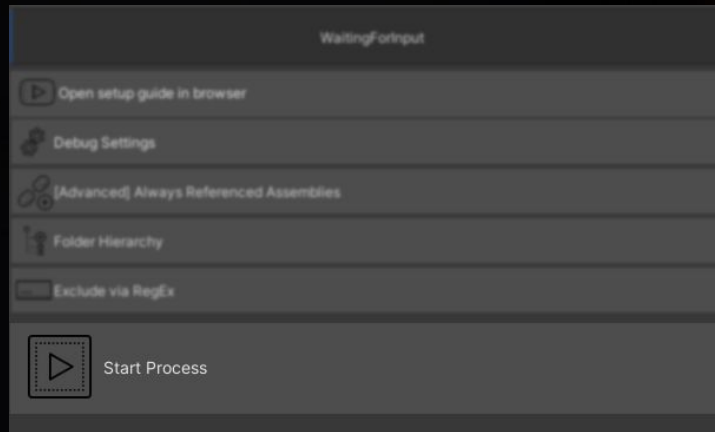 WaitingForInput
Open setup guide in browser
Debug Settings
[Advanced] Always Referenced Assemblies
Folder Hierarchy
Exclude via RegEx
Start Process